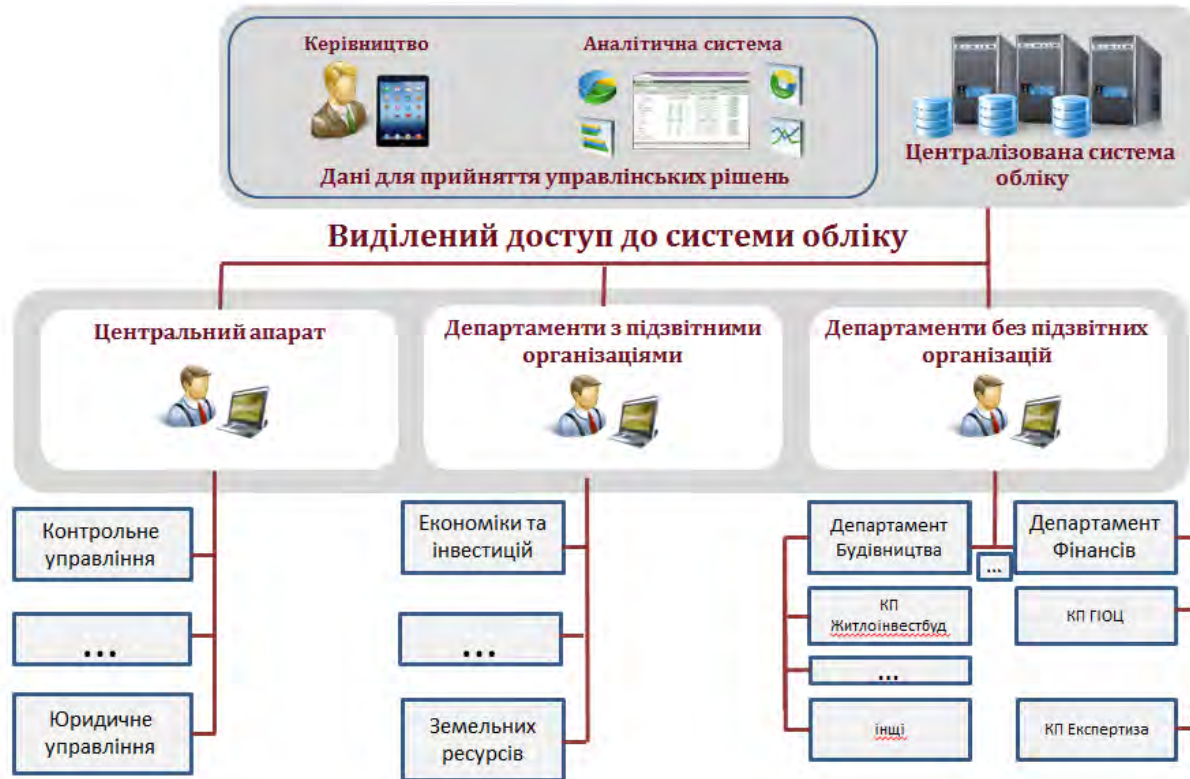 Керівництво
Аналітична система
Дані для прийняття управлінських рішень
Централізована система
обліку
Виділений доступ до системи обліку
Центральний апарат
Департаменти з підзвітними
організаціями
Департаменти без підзвітних
організацій
Контрольне
управління
...
Юридичне
управління
Економіки та
інвестицій
...
Земельних
ресурсів
Департамент
Будівництва
...
Департамент
Фінансів
КП
Житлоінвестбуд
...
інщі
КП ГІОЦ
КП Експертиза